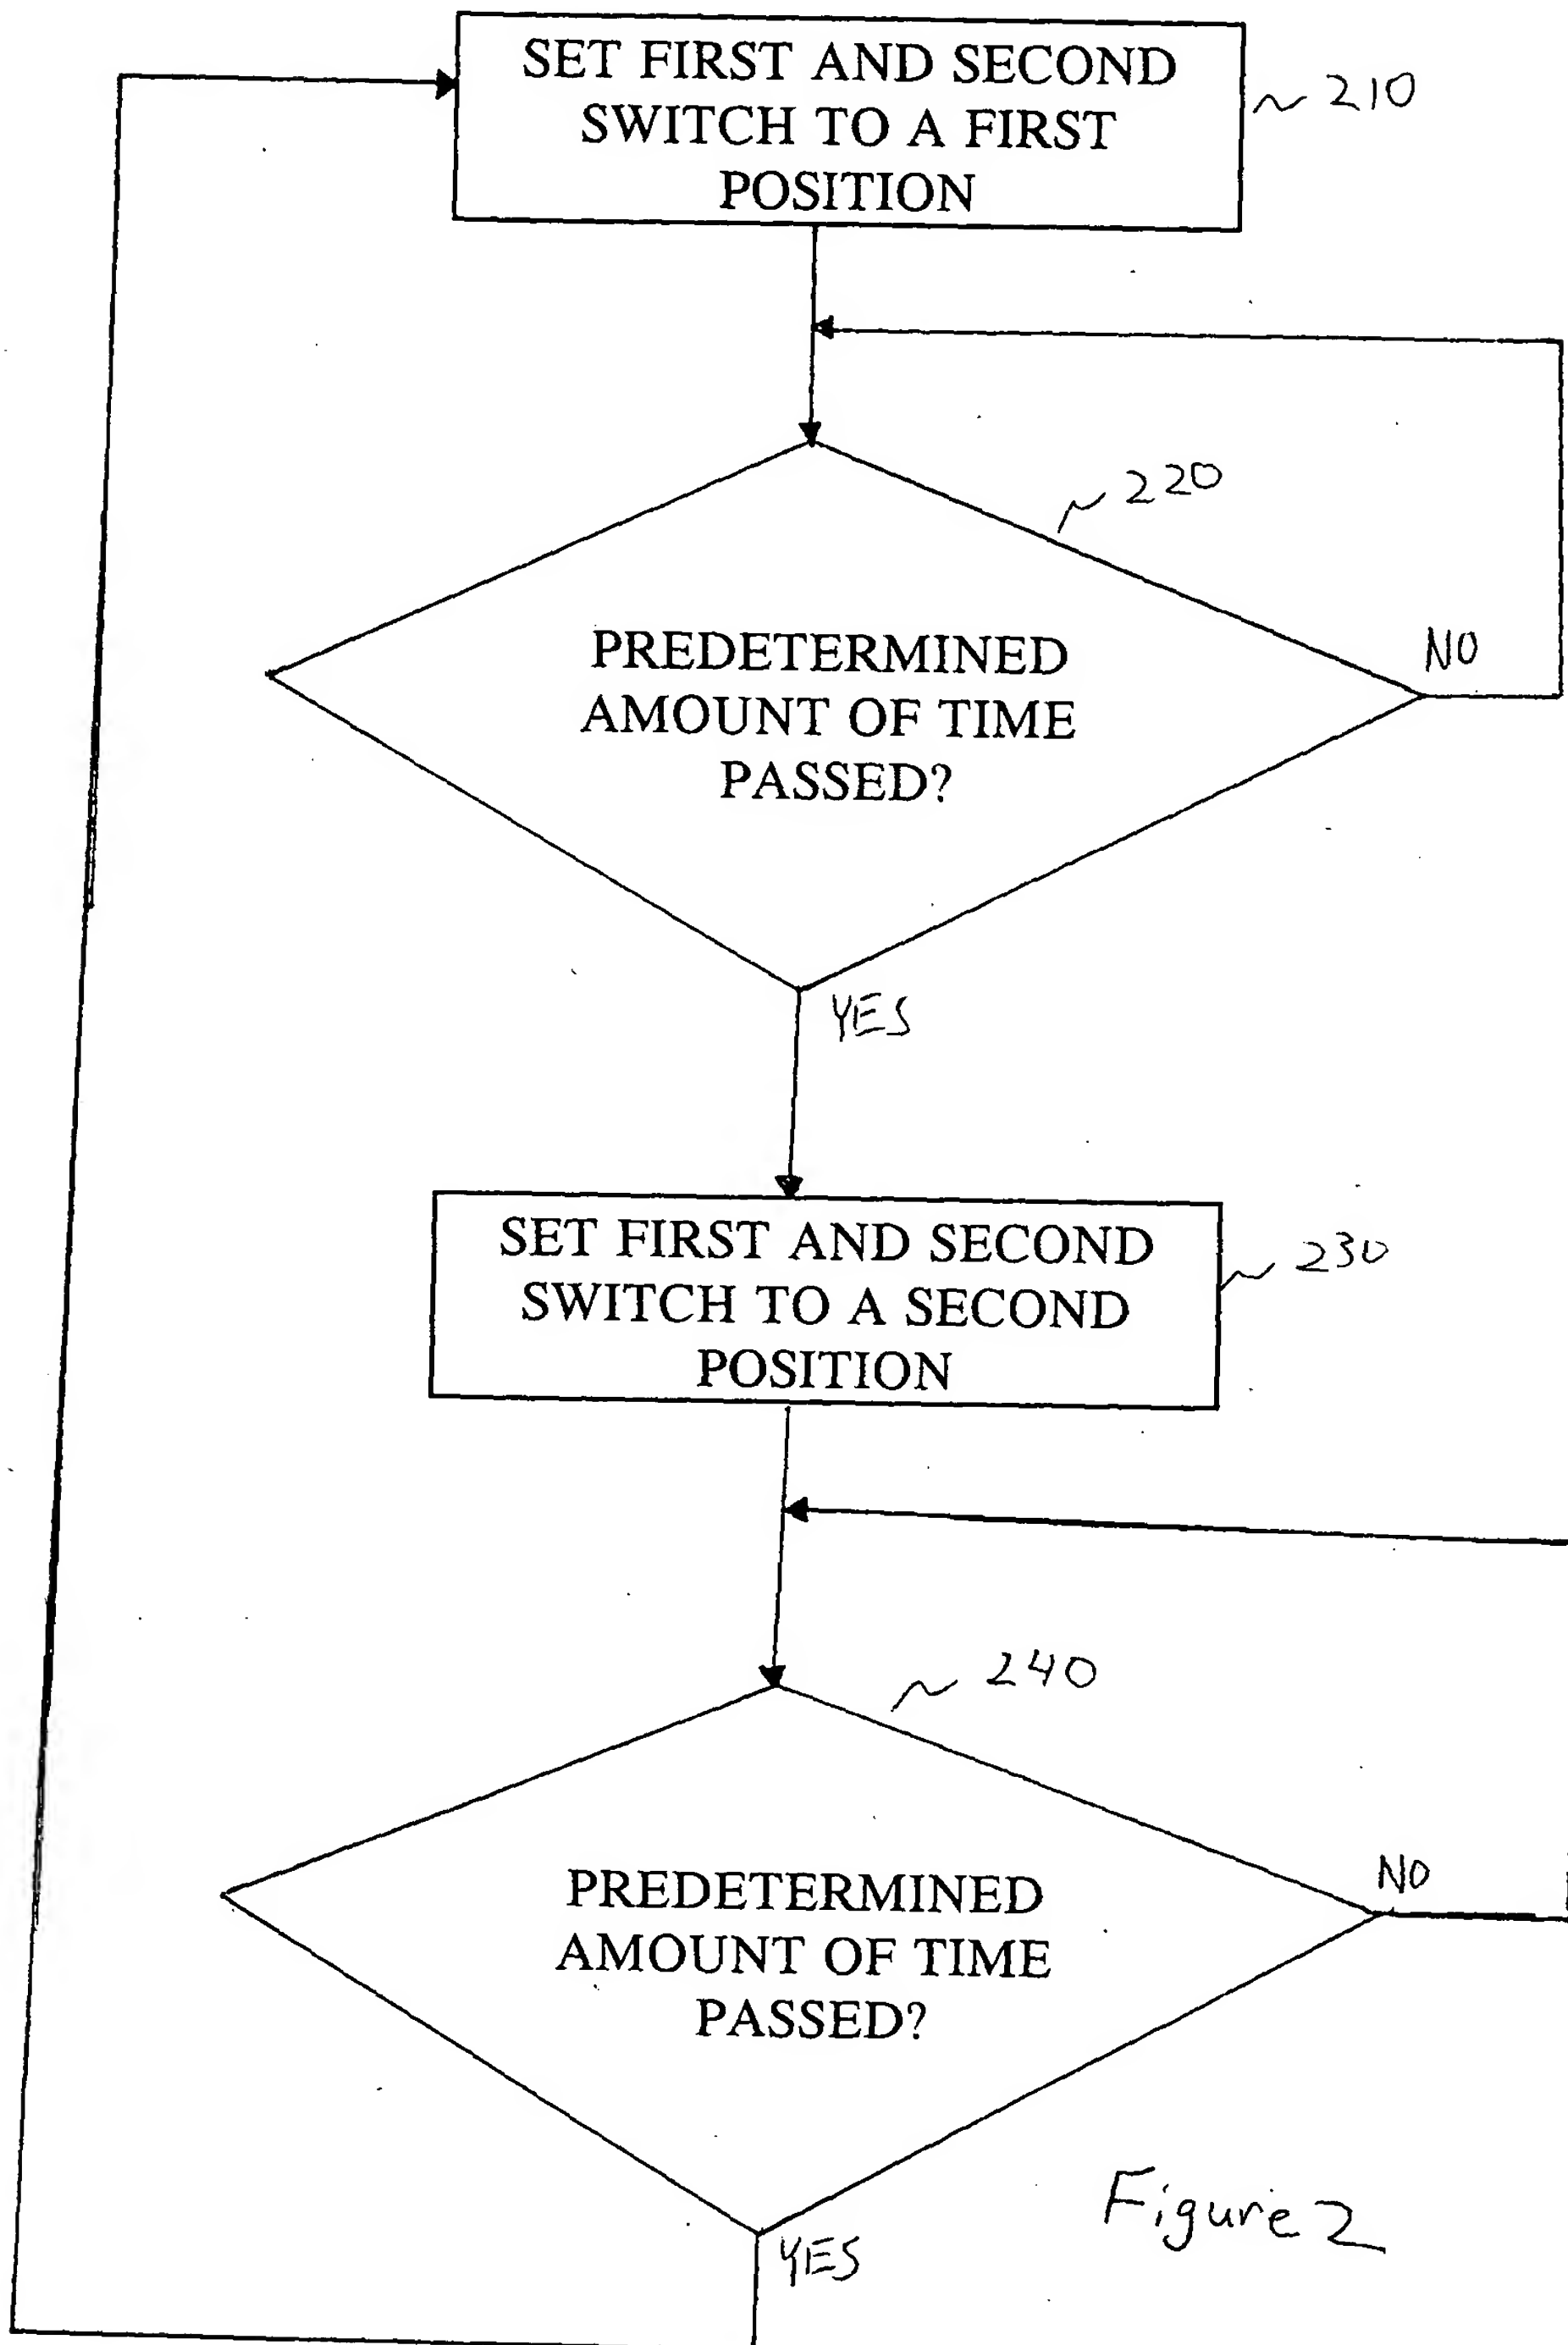 SET FIRST AND SECOND
SWITCH TO A FIRST
POSITION
210
220
PREDETERMINED
AMOUNT OF TIME
PASSED?
NO
YES
SET FIRST AND SECOND
SWITCH TO A SECOND
POSITION
230
240
PREDETERMINED
AMOUNT OF TIME
PASSED?
NO
YES
Figure 2